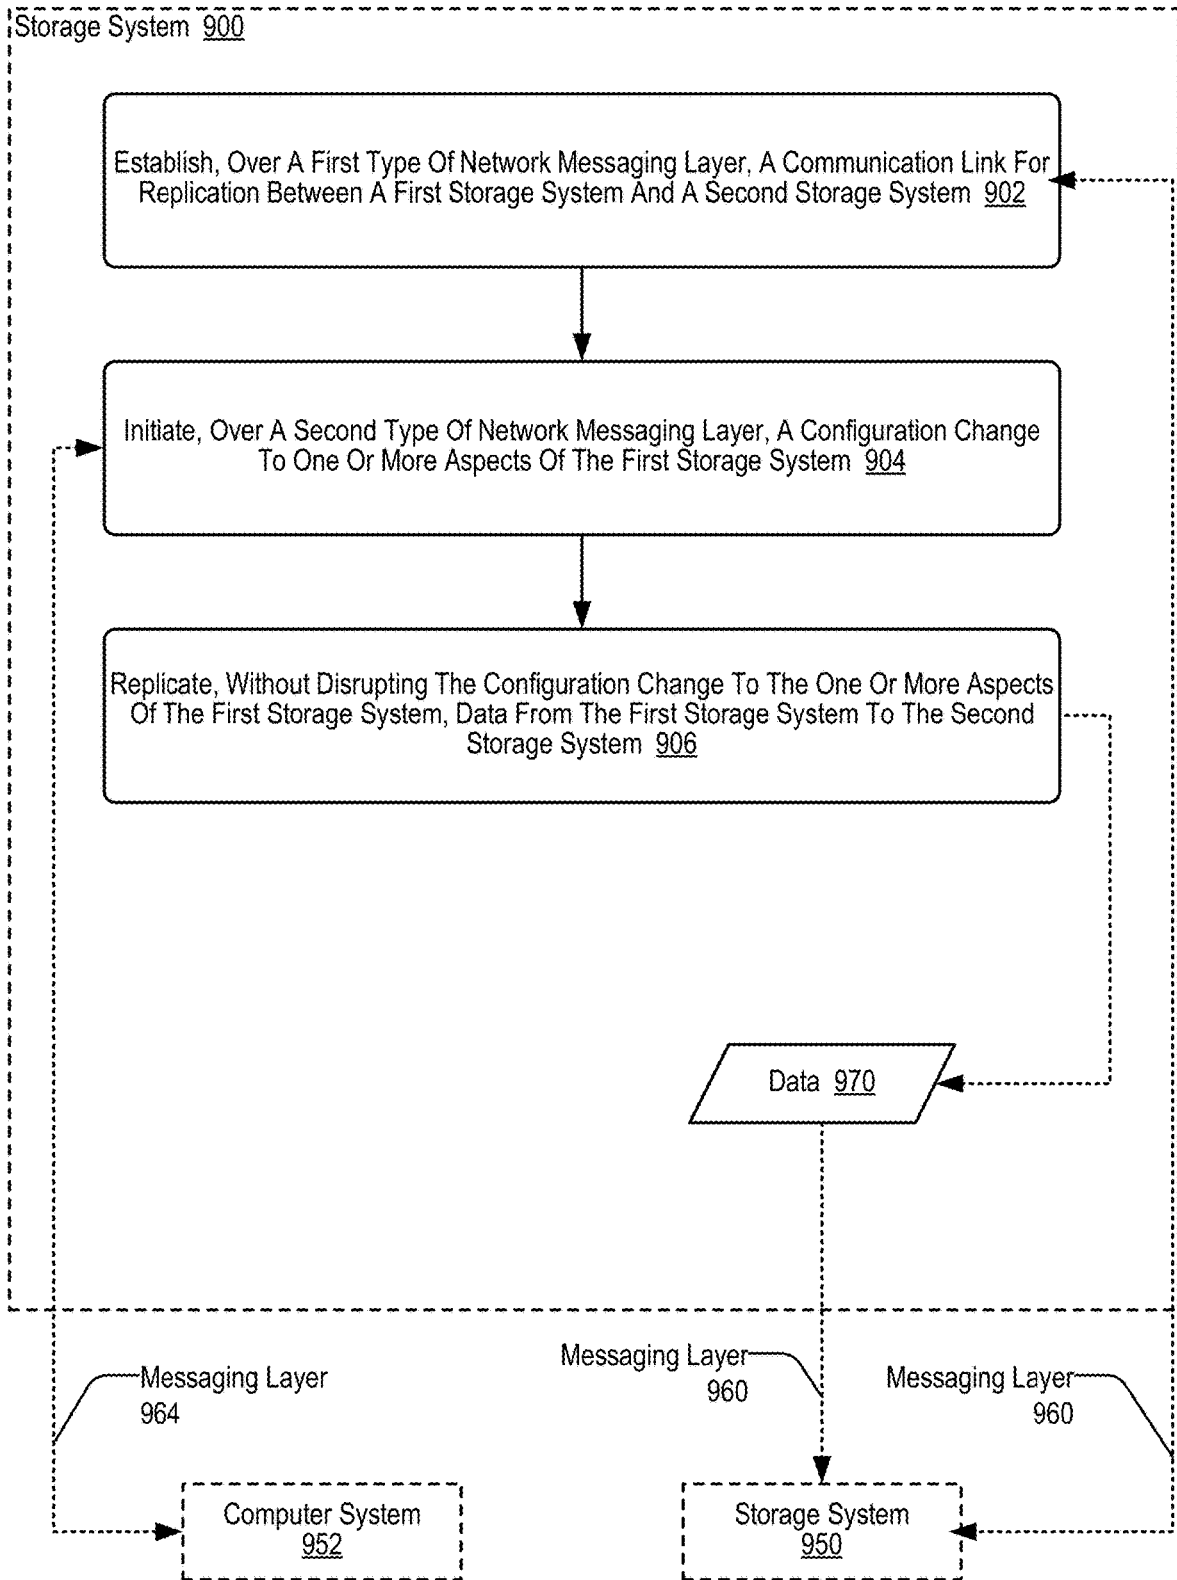 Storage System 900
Establish, Over A First Type Of Network Messaging Layer, A Communication Link For
Replication Between A First Storage System And A Second Storage System 902
Initiate, Over A Second Type Of Network Messaging Layer, A Configuration Change
To One Or More Aspects Of The First Storage System 904
Replicate, Without Disrupting The Configuration Change To The One Or More Aspects
Of The First Storage System, Data From The First Storage System To The Second
Storage System 906
Data 970
Messaging Layer
964
Messaging Layer
960
Messaging Layer
960
Computer System
952
Storage System
950